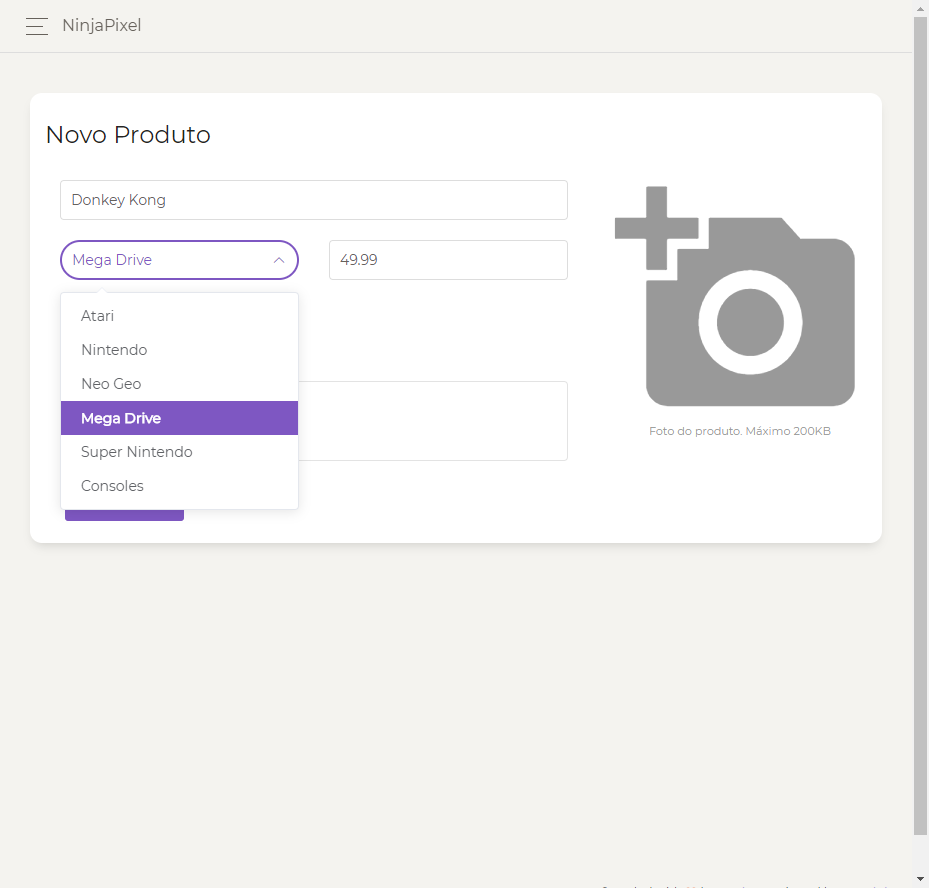 NinjaPixel
Novo Produto
Donkey Kong
Mega Drive
49.99
Atari
Nintendo
Neo Geo
Mega Drive
Super Nintendo
Consoles
Foto do produto. Máximo 200KB